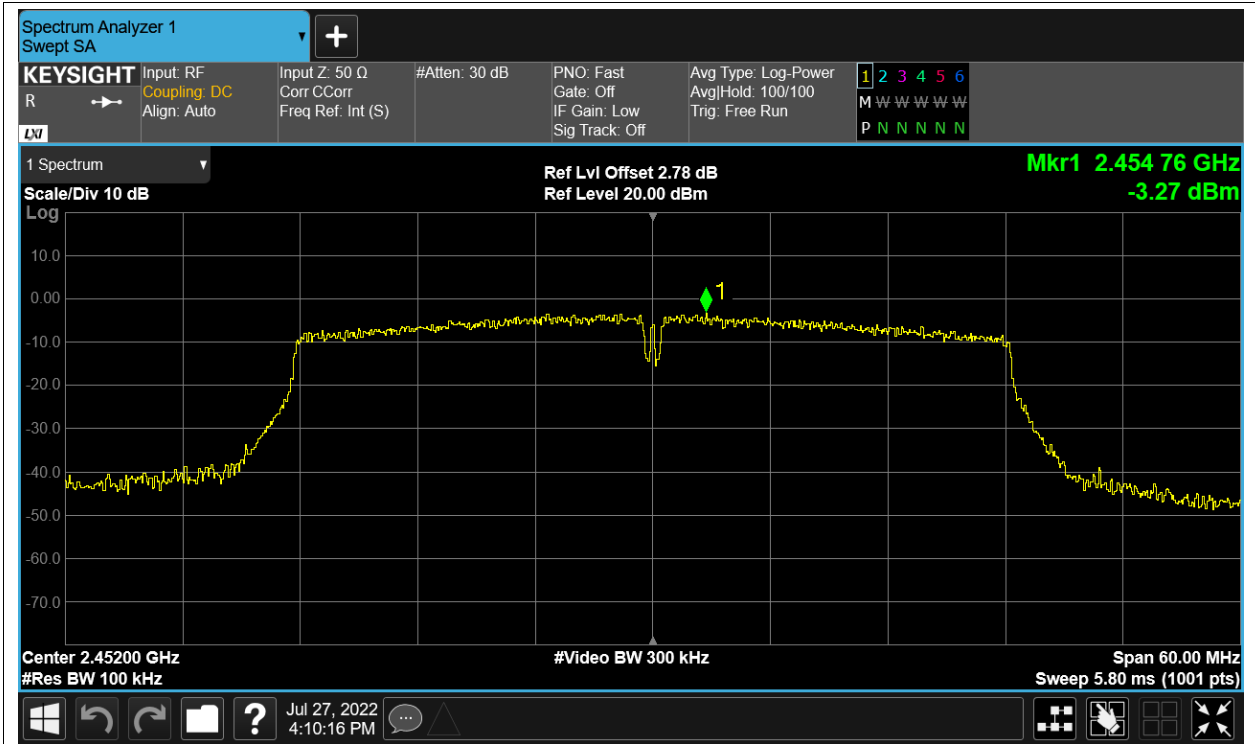 Spectrum Analyzer 1
Swept SA
KEYSIGHT
R
LXI
Input: RF
Coupling: DC
Align: Auto
Input Z: 50 Ω
Corr CCorr
Freq Ref: Int (S)
#Atten: 30 dB
PNO: Fast
Gate: Off
IF Gain: Low
Sig Track: Off
Avg Type: Log-Power
Avg|Hold: 100/100
Trig: Free Run
1 2 3 4 5 6
M W W W W W
P N N N N N
1 Spectrum
Scale/Div 10 dB
Ref Lvl Offset 2.78 dB
Ref Level 20.00 dBm
Mkr1 2.454 76 GHz
-3.27 dBm
Log
10.0
0.00
-10.0
-20.0
-30.0
-40.0
-50.0
-60.0
-70.0
1
Center 2.45200 GHz
#Res BW 100 kHz
#Video BW 300 kHz
Span 60.00 MHz
Sweep 5.80 ms (1001 pts)
?
Jul 27, 2022
4:10:16 PM